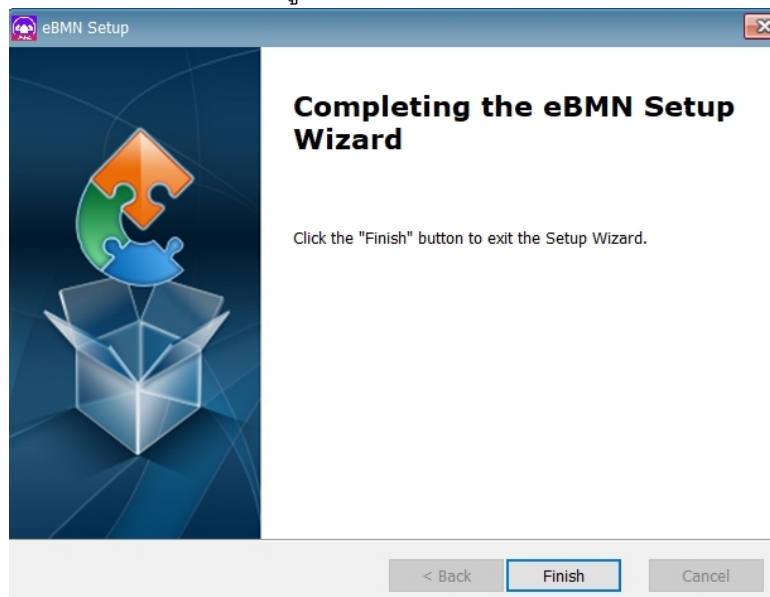 eBMN Setup
Completing the eBMN Setup
Wizard
Click the "Finish" button to exit the Setup Wizard.
< Back
Finish
Cancel